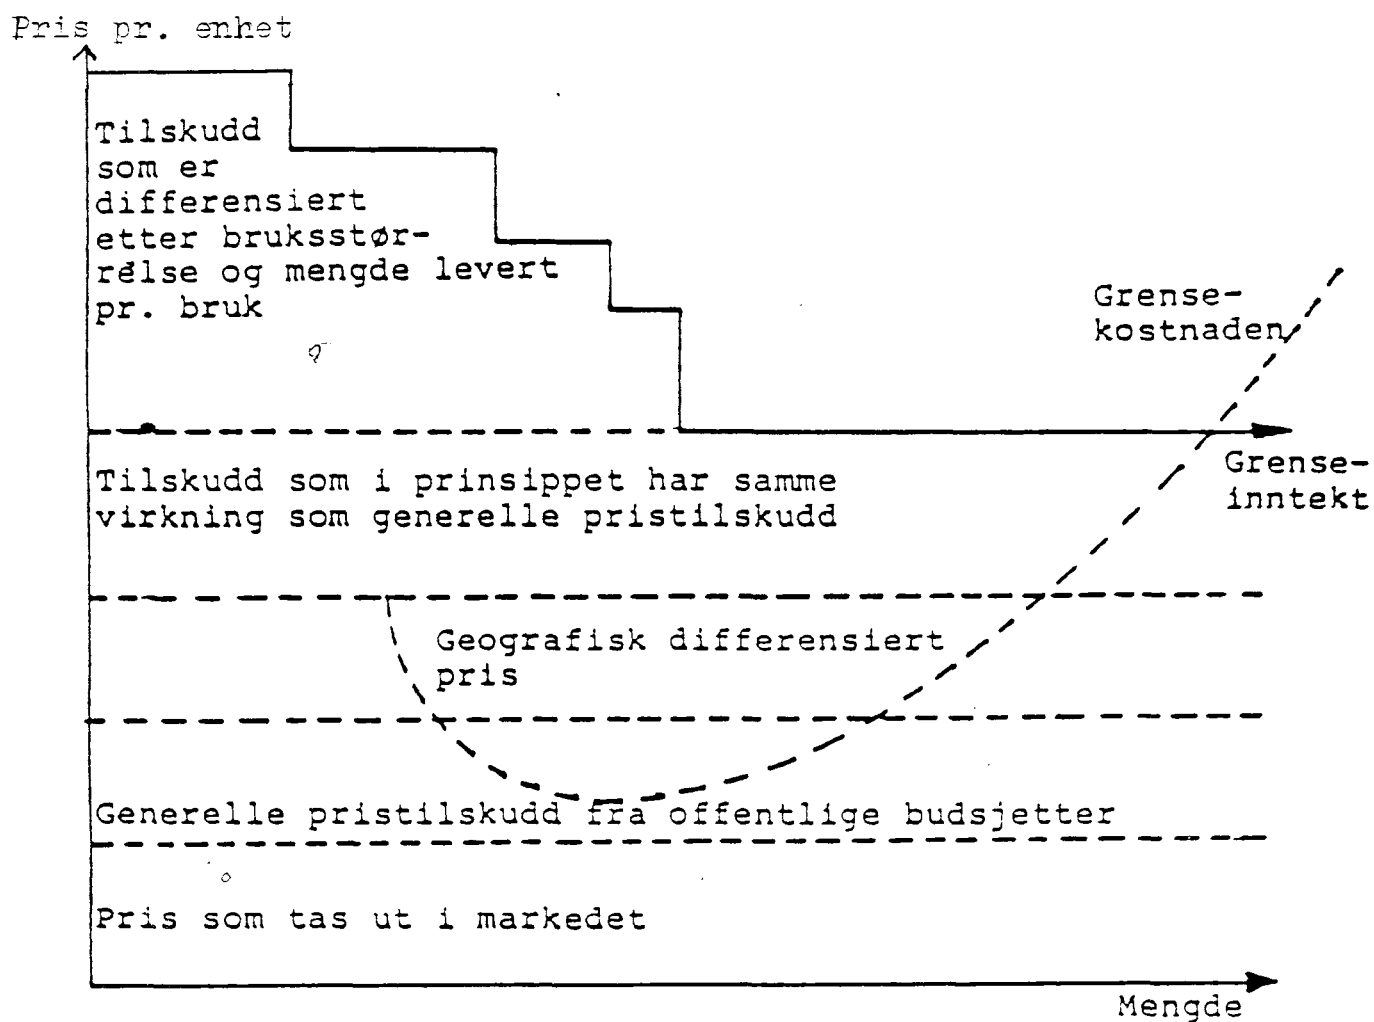 Pris pr. enhet
Tilskudd
som er
differensiert
etter bruksstør-
relse og mengde levert
pr. bruk
Grense-
kostnaden
Grense-
inntekt
Tilskudd som i prinsippet har samme
virkning som generelle pristilskudd
Geografisk differensiert
pris
Generelle pristilskudd fra offentlige budsjetter
Pris som tas ut i markedet
Mengde